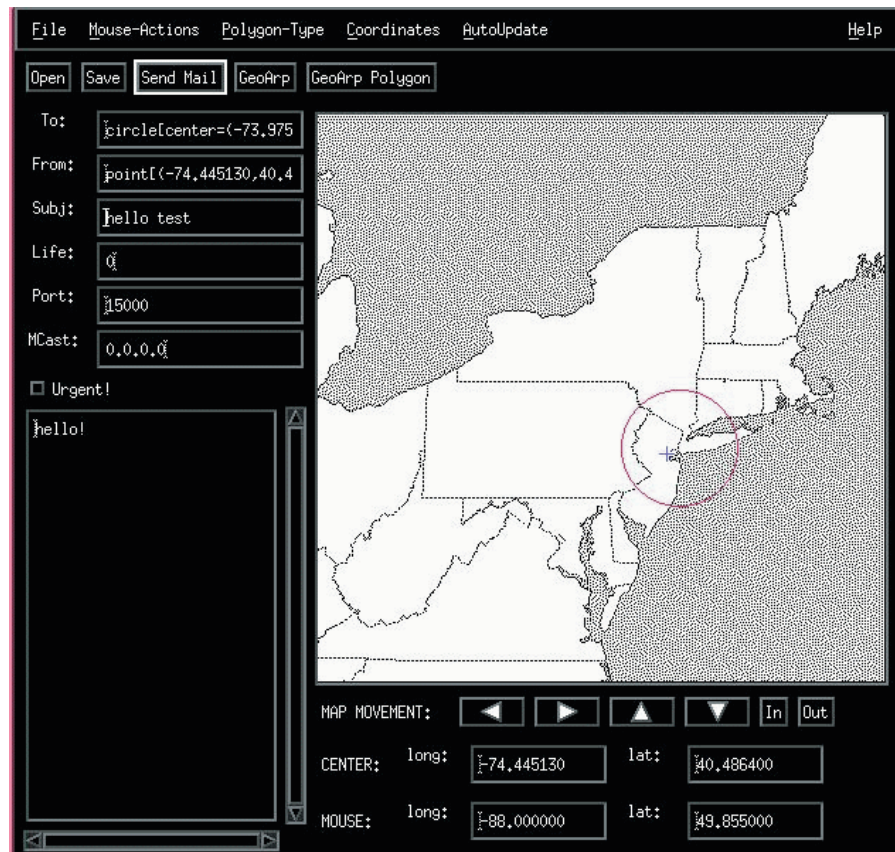 File Mouse-Actions Polygon-Type Coordinates AutoUpdate Help
Open Save Send Mail GeoArp GeoArp Polygon
To: circle[center=(-73.975
From: point[(-74.445130,40.4
Subj: hello test
Life: 0
Port: 15000
MCast: 0.0.0.0
Urgent!
hello!
MAP MOVEMENT: In Out
CENTER: long: -74.445130 lat: 40.486400
MOUSE: long: -88.000000 lat: 49.855000